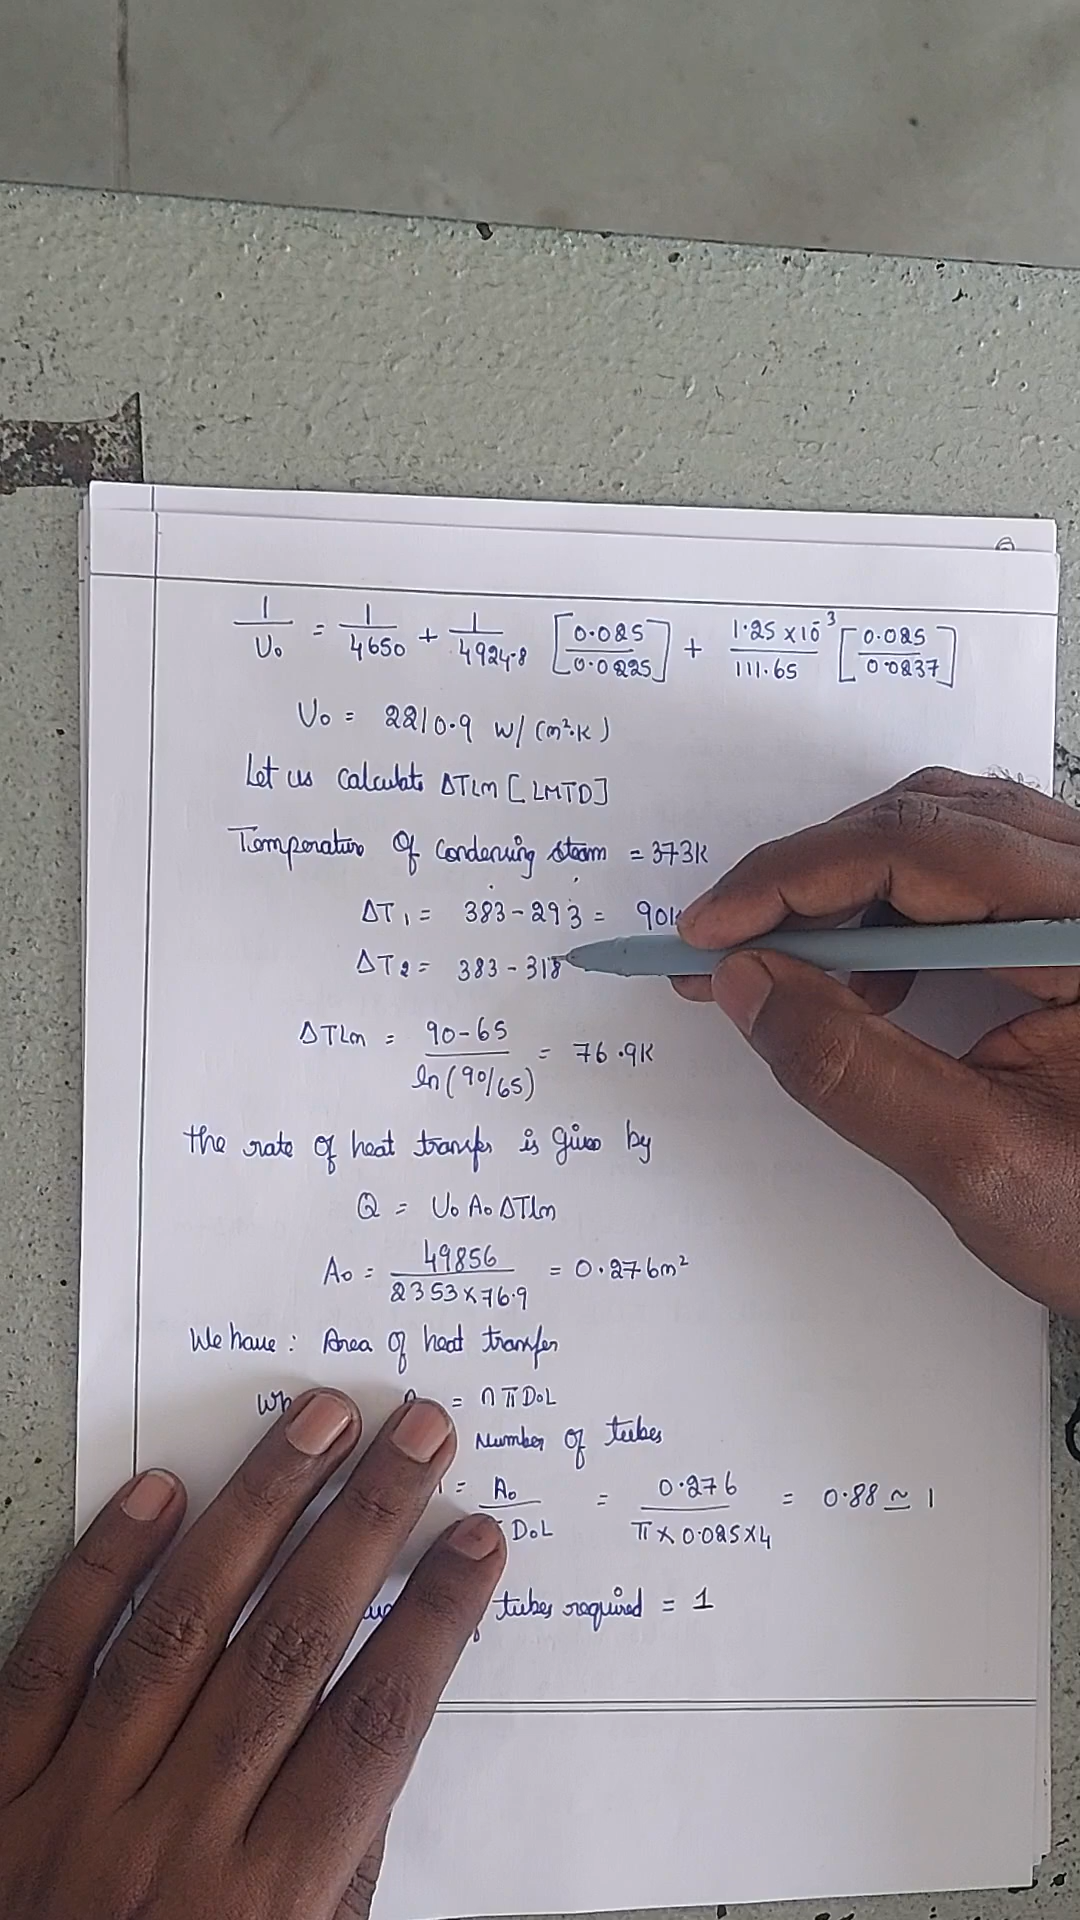 1/U₀ = 1/4650 + 1/4924.8 [0.025/0.0225] + 1.25 × 10⁻³/111.65 [0.025/0.0237]
U₀ = 2210.9 W/(m².K)
Let us calculate ΔTLm [LMTD]
Temperature of condensing steam = 373K
ΔT₁ = 383 - 293 = 90K
ΔT₂ = 383 - 318
ΔTLm = 90-65/ln(90/65) = 76.9K
the rate of heat transfer is given by
Q = U₀ A₀ ΔTlm
A₀ = 49856/2353×76.9 = 0.276m²
We have : Area of heat transfer
= nπD₀L
Number of tubes
= A₀/D₀L = 0.276/π×0.025×4 = 0.88 ≃ 1
tubes required = 1